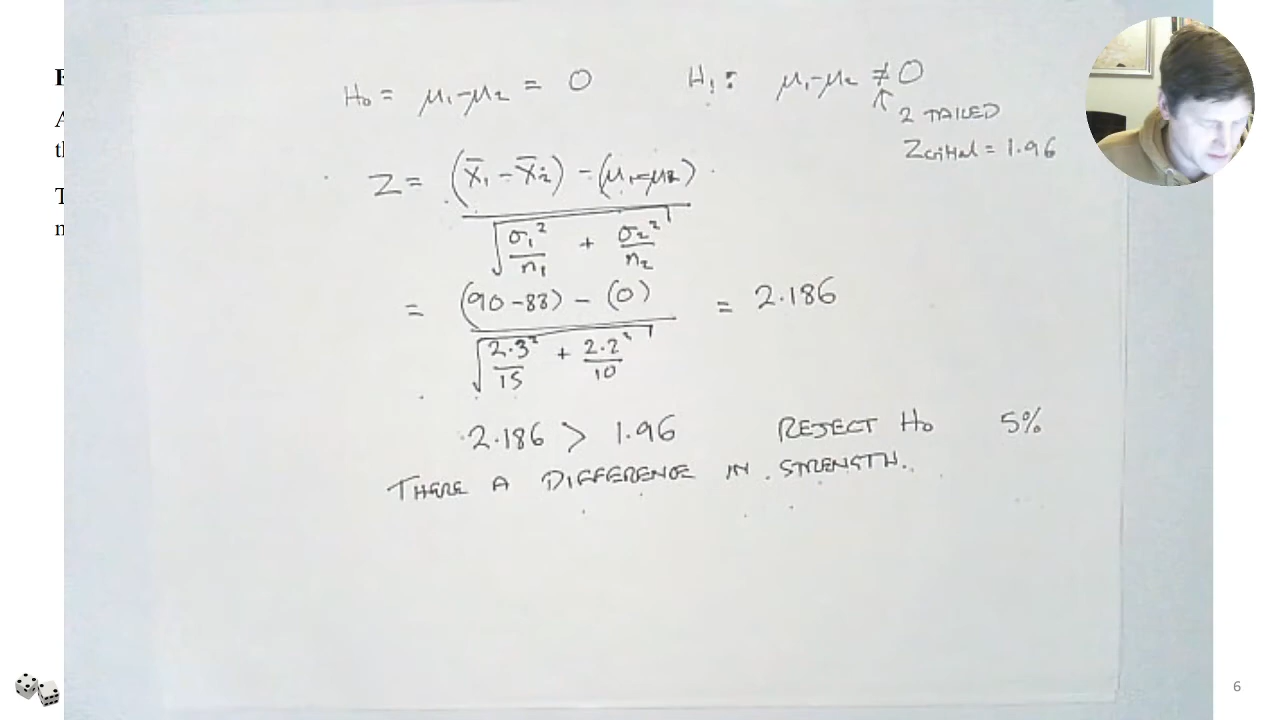 H₀ = μ₁-μ₂ = 0
H₁: μ₁-μ₂ ≠ 0
↑
2 TAILED
Zcritical = 1.96
Z = (x̄₁ - x̄₂) - (μ₁-μ₂)
√ σ₁²/n₁ + σ₂²/n₂
= (90-88) - (0) = 2.186
√ 2.3²/15 + 2.2²/10
2.186 > 1.96 REJECT H₀ 5%
THERE A DIFFERENCE IN STRENGTH.
6